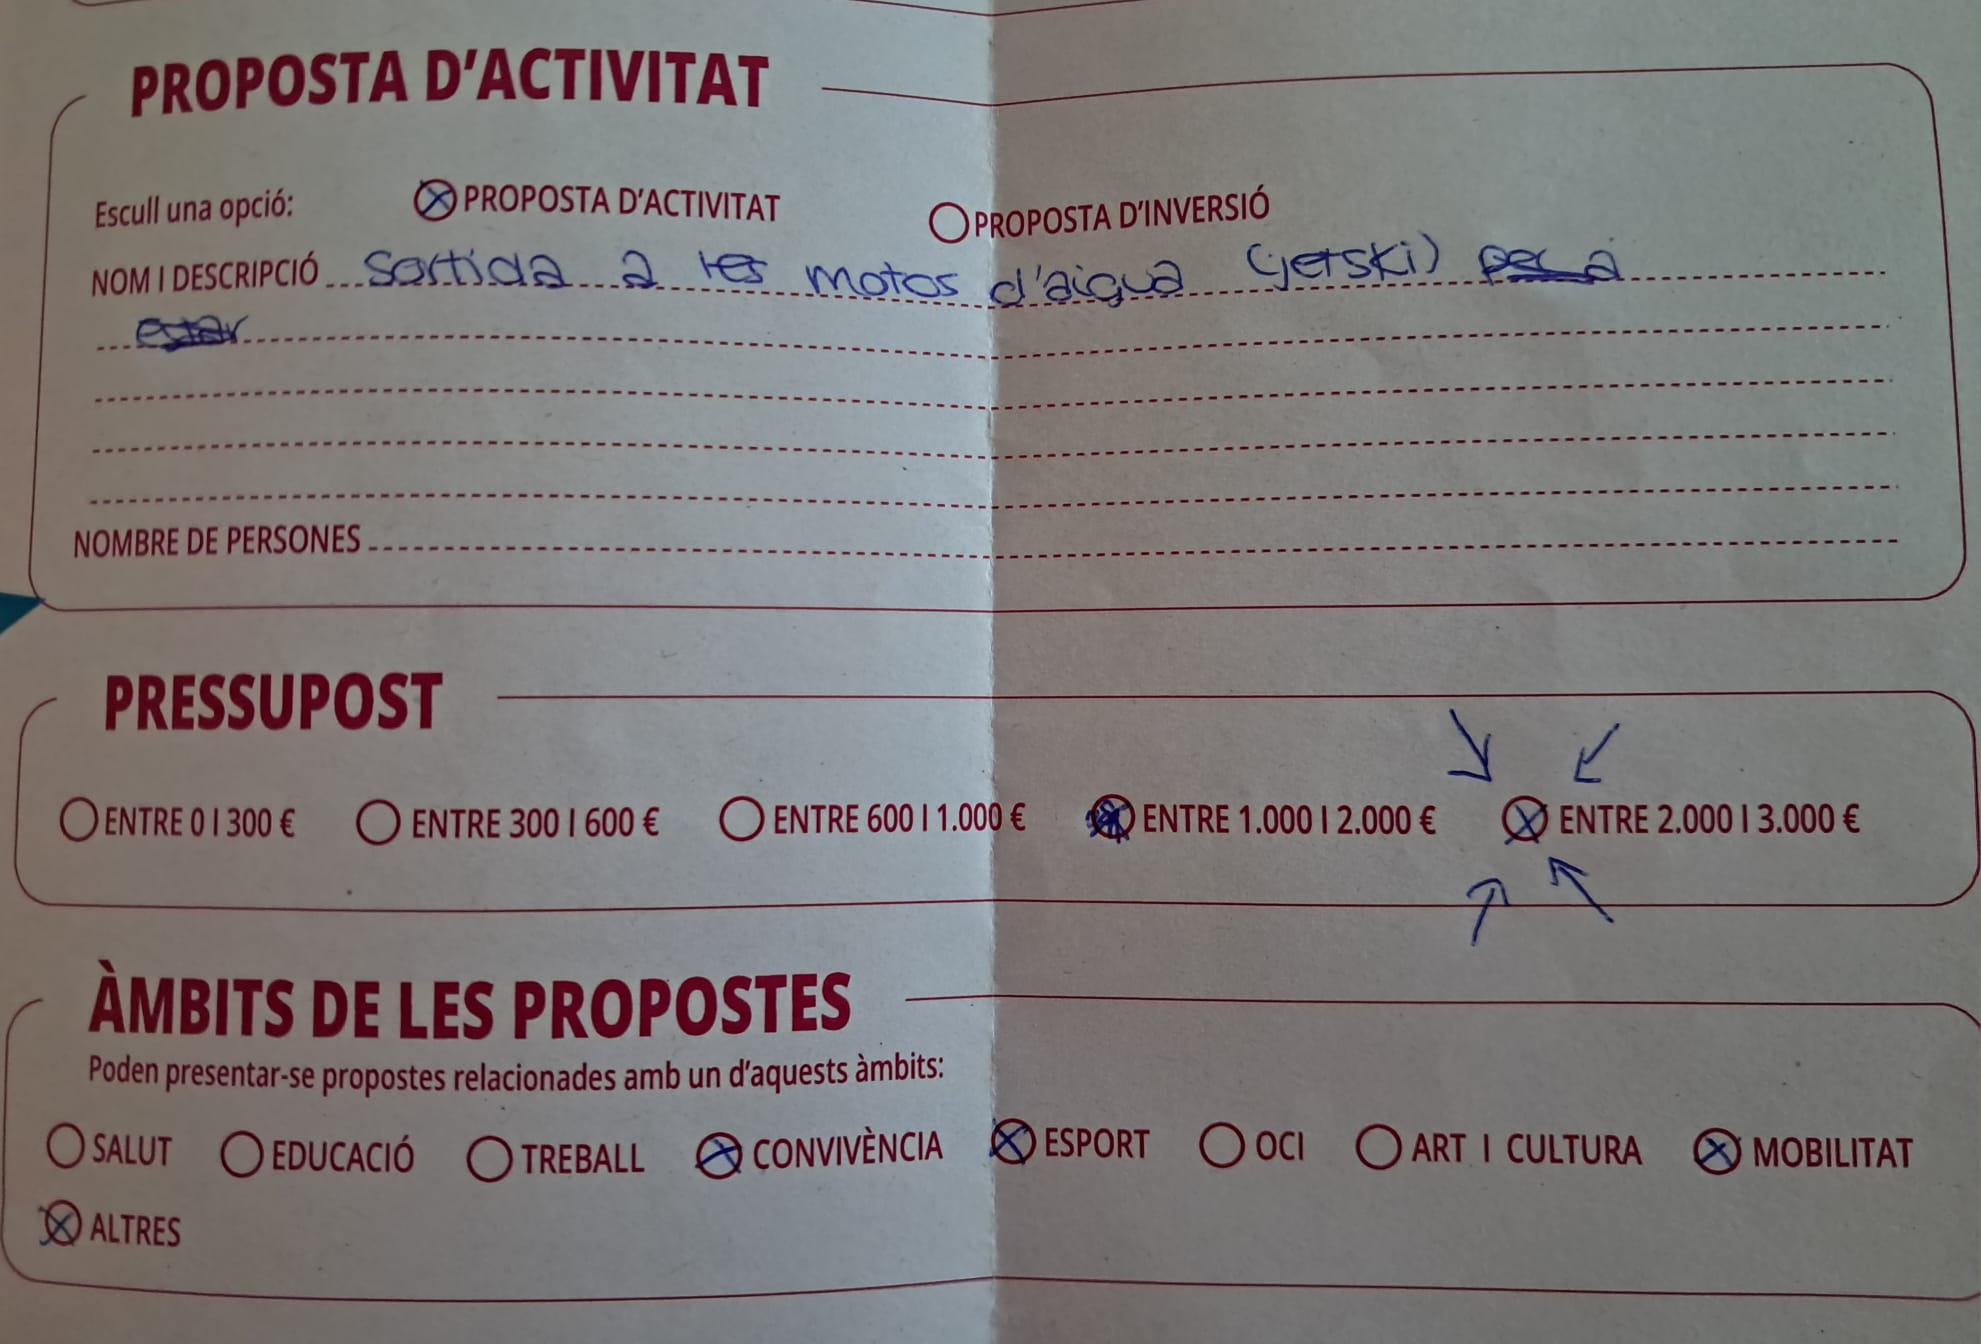 PROPOSTA D'ACTIVITAT
Escull una opció: PROPOSTA D'ACTIVITAT PROPOSTA D'INVERSIÓ
NOM I DESCRIPCIÓ Sortida a les motos d'aigua (jetski)
estar
NOMBRE DE PERSONES
PRESSUPOST
ENTRE 0 I 300 € ENTRE 300 I 600 € ENTRE 600 I 1.000 € ENTRE 1.000 I 2.000 € ENTRE 2.000 I 3.000 €
ÀMBITS DE LES PROPOSTES
Poden presentar-se propostes relacionades amb un d'aquests àmbits:
SALUT EDUCACIÓ TREBALL CONVIVÈNCIA ESPORT OCI ART I CULTURA MOBILITAT
ALTRES